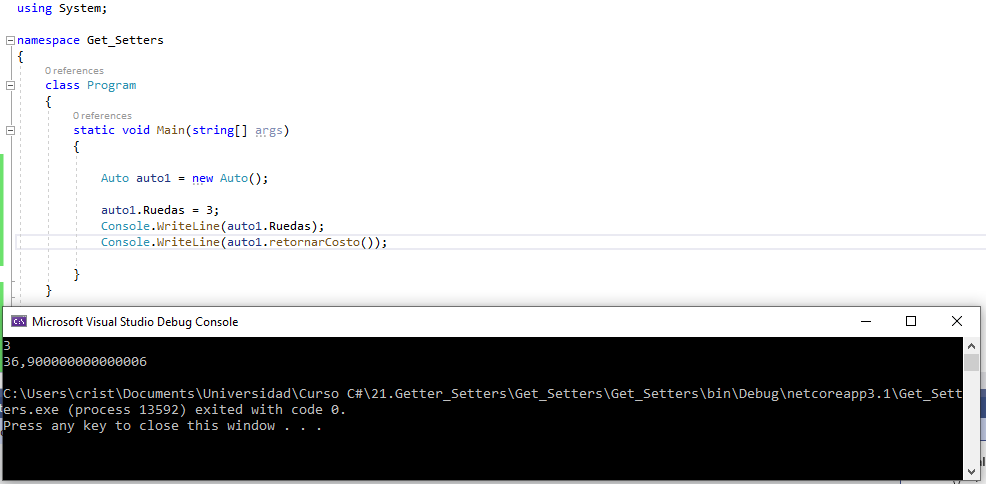 using System;
namespace Get_Setters
{
0 references
class Program
{
0 references
static void Main(string[] args)
{
Auto auto1 = new Auto();
auto1.Ruedas = 3;
Console.WriteLine(auto1.Ruedas);
Console.WriteLine(auto1.retornarCosto());
}
}
Microsoft Visual Studio Debug Console
3
36,900000000000006
C:\Users\crist\Documents\Universidad\Curso C#\21.Getter_Setters\Get_Setters\Get_Setters\bin\Debug\netcoreapp3.1\Get_Sett
ers.exe (process 13592) exited with code 0.
Press any key to close this window . . .